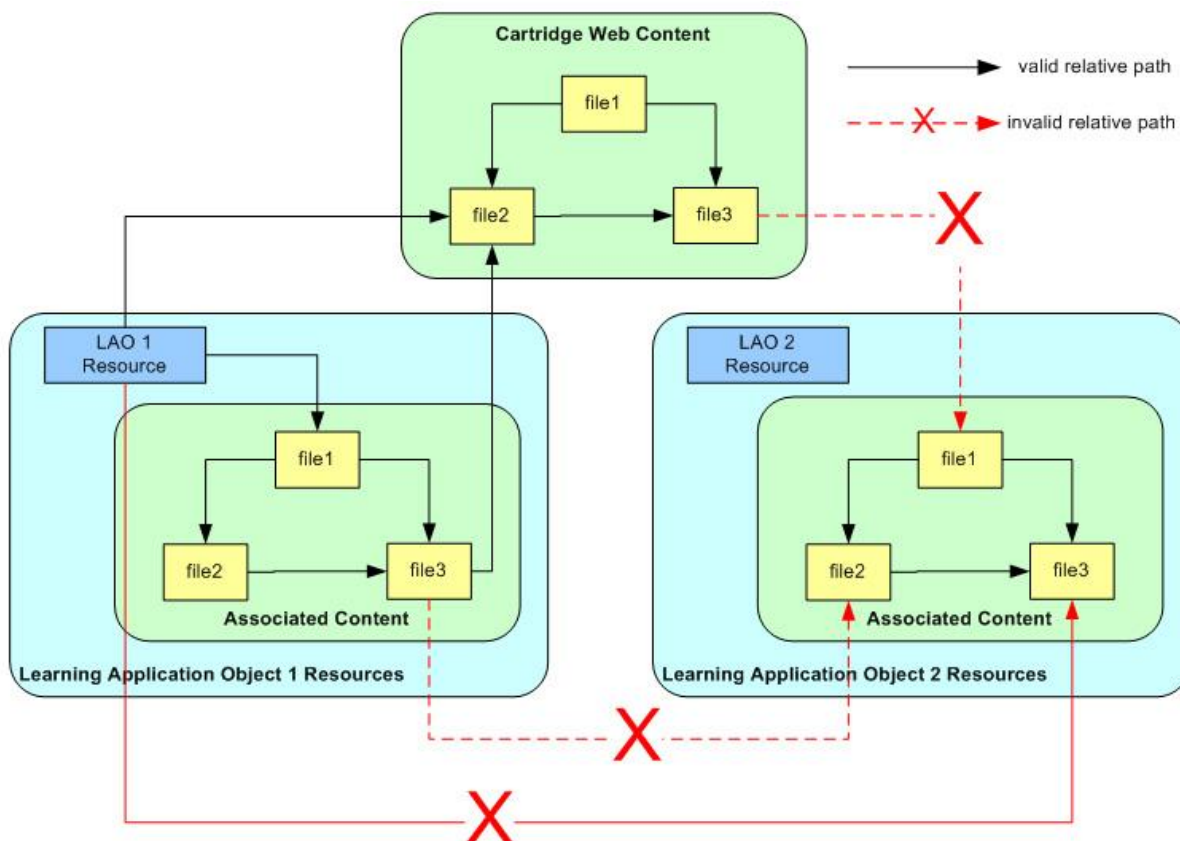 Cartridge Web Content
file1
file2
file3
valid relative path
X
invalid relative path
X
LAO 1
Resource
file1
file2
file3
Associated Content
Learning Application Object 1 Resources
LAO 2
Resource
file1
file2
file3
Associated Content
Learning Application Object 2 Resources
X
X